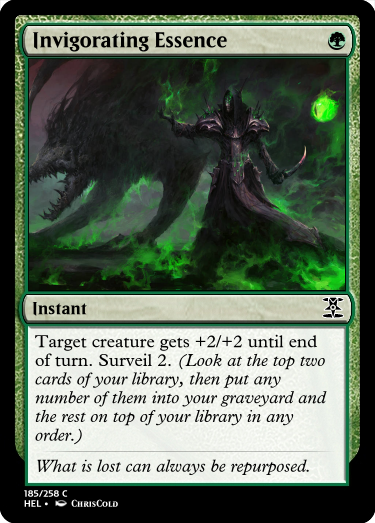 Invigorating Essence
Instant
Target creature gets +2/+2 until end
of turn. Surveil 2. (Look at the top two
cards of your library, then put any
number of them into your graveyard and
the rest on top of your library in any
order.)
What is lost can always be repurposed.
185/258 C
HEL • ChrisCold